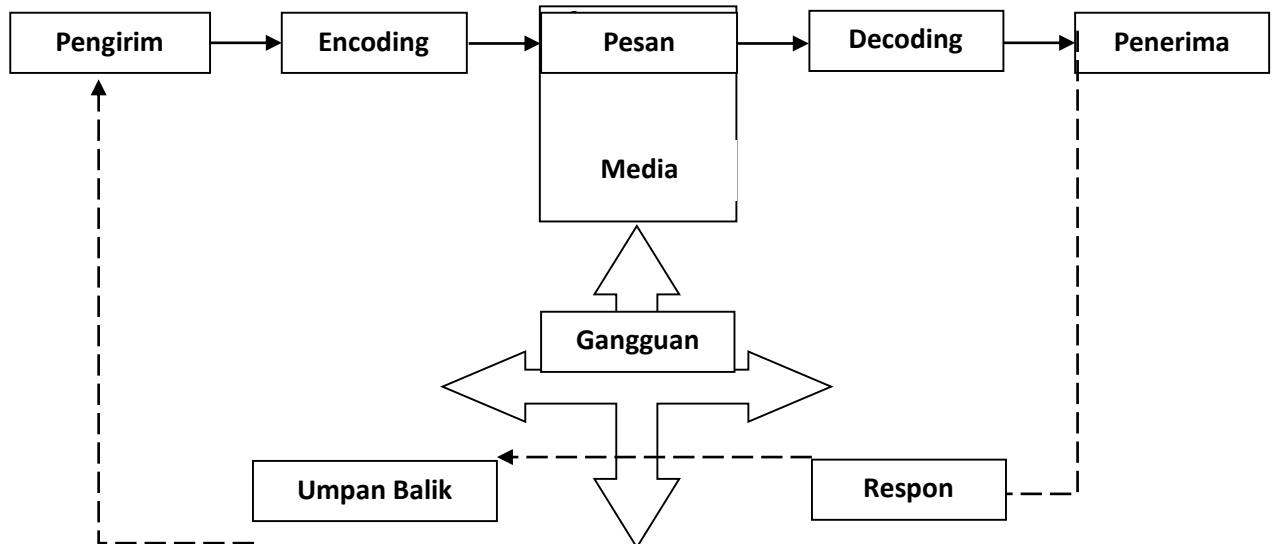 Pengirim
Encoding
Pesan
Decoding
Penerima
Media
Gangguan
Umpan Balik
Respon